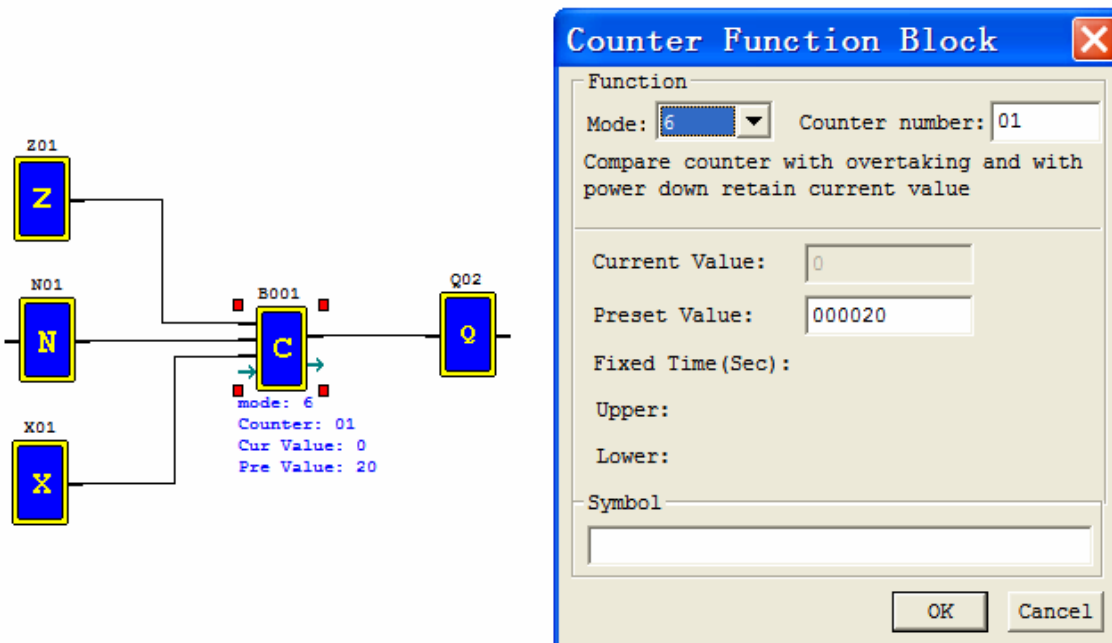 Z01
Z
N01
N
X01
X
B001
C
mode: 6
Counter: 01
Cur Value: 0
Pre Value: 20
Q02
Q
Counter Function Block
Function
Mode: 6 Counter number: 01
Compare counter with overtaking and with
power down retain current value
Current Value: 0
Preset Value: 000020
Fixed Time(Sec):
Upper:
Lower:
Symbol
OK Cancel